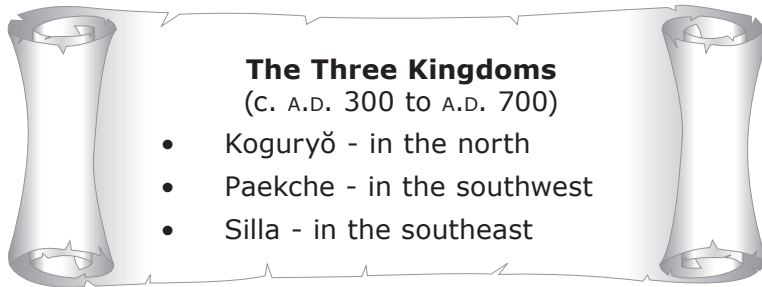 The Three Kingdoms
(c. A.D. 300 to A.D. 700)
• Koguryŏ - in the north
• Paekche - in the southwest
• Silla - in the southeast